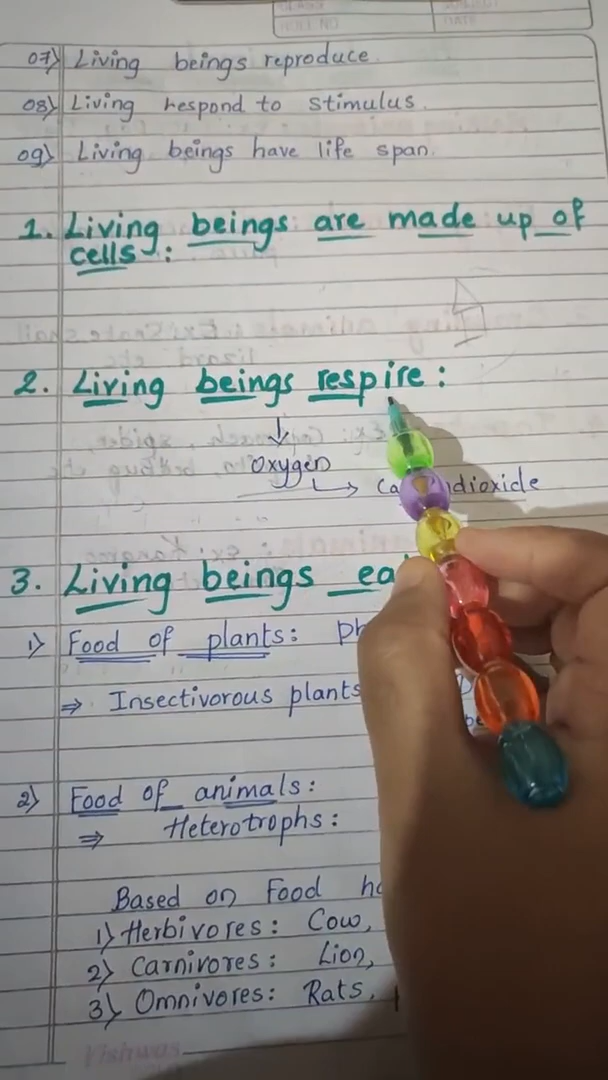 07) Living beings reproduce.
08) Living respond to stimulus.
09) Living beings have life span.
1. Living beings are made up of
cells:
2. Living beings respire:
↓
Oxygen
→ dioxide
3. Living beings
1) Food of plants:
⇒ Insectivorous plants
2) Food of animals:
⇒ Heterotrophs:
Based on Food
1) Herbivores: Cow,
2) Carnivores: Lion,
3) Omnivores: Rats,
Vishwas